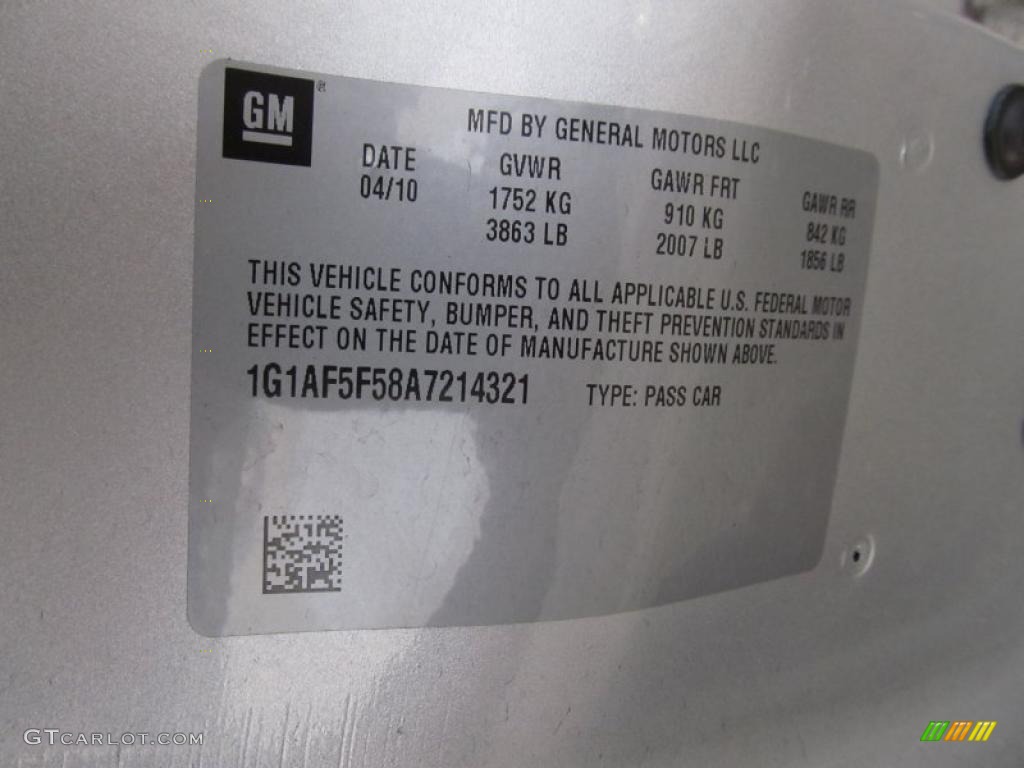 GM®
MFD BY GENERAL MOTORS LLC
DATE GVWR GAWR FRT GAWR RR
04/10 1752 KG 910 KG 842 KG
3863 LB 2007 LB 1856 LB
THIS VEHICLE CONFORMS TO ALL APPLICABLE U.S. FEDERAL MOTOR
VEHICLE SAFETY, BUMPER, AND THEFT PREVENTION STANDARDS IN
EFFECT ON THE DATE OF MANUFACTURE SHOWN ABOVE.
1G1AF5F58A7214321 TYPE: PASS CAR
GTCARLOT.COM